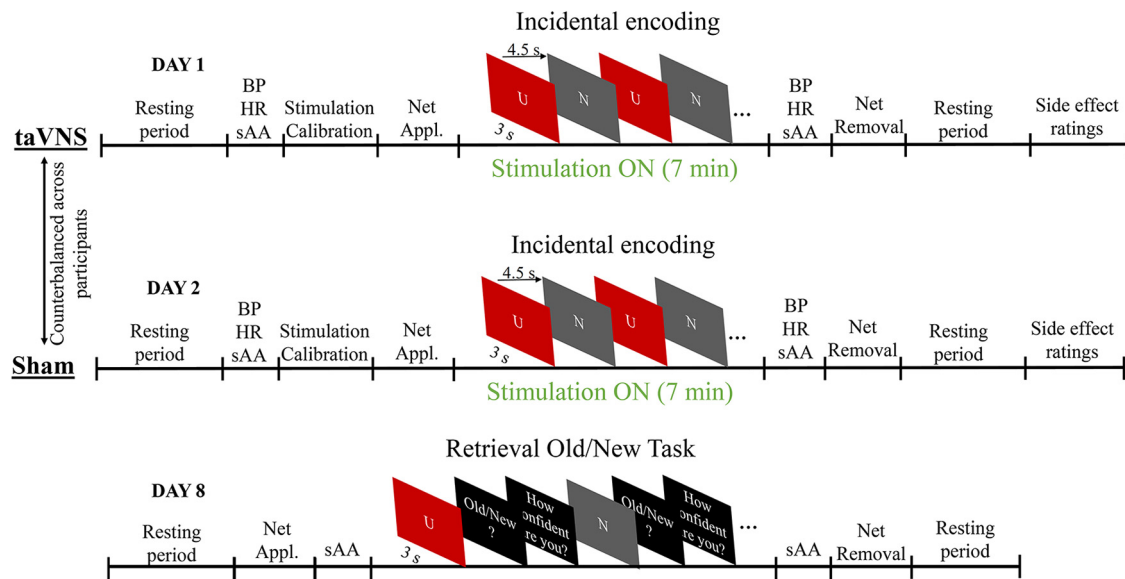 Incidental encoding
DAY 1
4.5 s
BP
HR
sAA
Resting
period
Stimulation
Calibration
Net
Appl.
U
N
U
N
...
3 s
BP
HR
sAA
Net
Removal
Resting
period
Side effect
ratings
taVNS
Stimulation ON (7 min)
Counterbalanced across
participants
Incidental encoding
DAY 2
4.5 s
BP
HR
sAA
Resting
period
Stimulation
Calibration
Net
Appl.
U
N
U
N
...
3 s
BP
HR
sAA
Net
Removal
Resting
period
Side effect
ratings
Sham
Stimulation ON (7 min)
Retrieval Old/New Task
DAY 8
Resting
period
Net
Appl.
sAA
U
3 s
Old/New
?
How
onfident
re you?
N
Old/New
?
How
onfident
re you?
...
sAA
Net
Removal
Resting
period